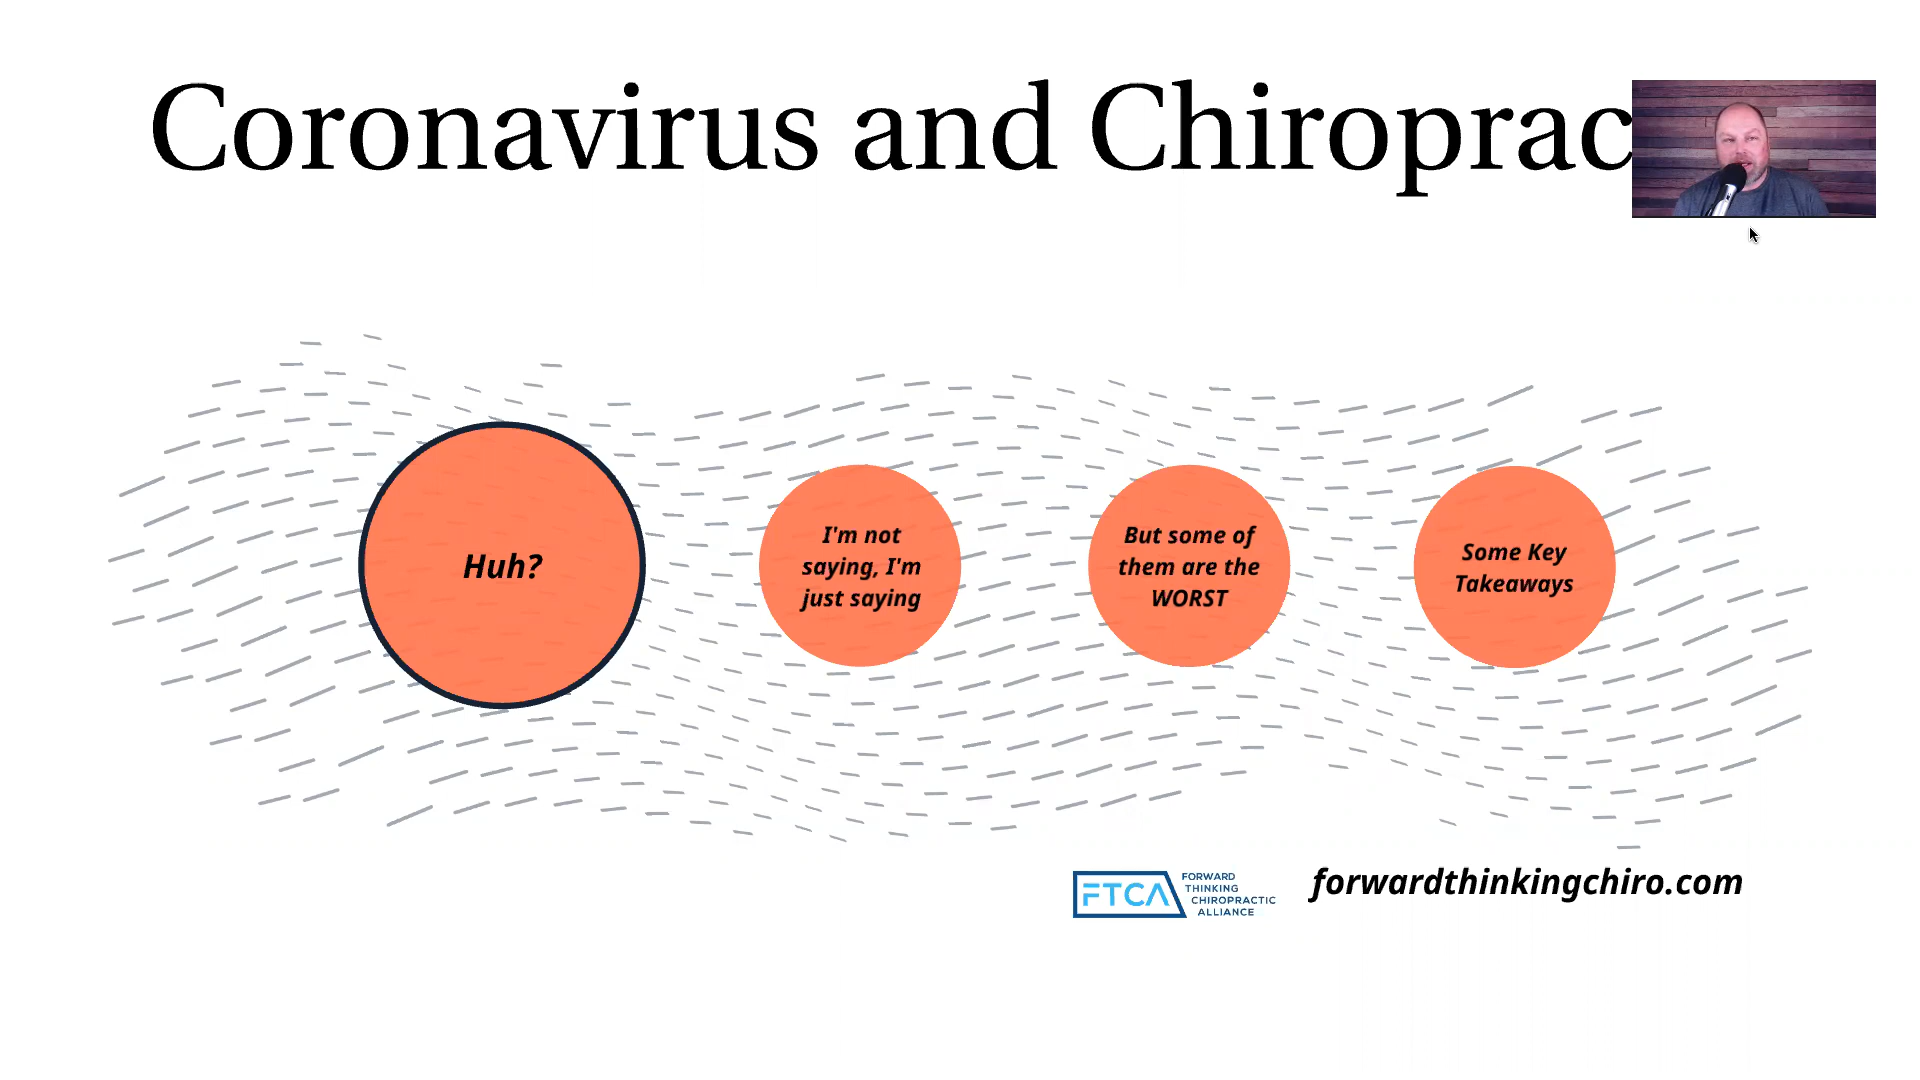 Coronavirus and Chiroprac
Huh?
I'm not
saying, I'm
just saying
But some of
them are the
WORST
Some Key
Takeaways
FTCA
FORWARD
THINKING
CHIROPRACTIC
ALLIANCE
forwardthinkingchiro.com